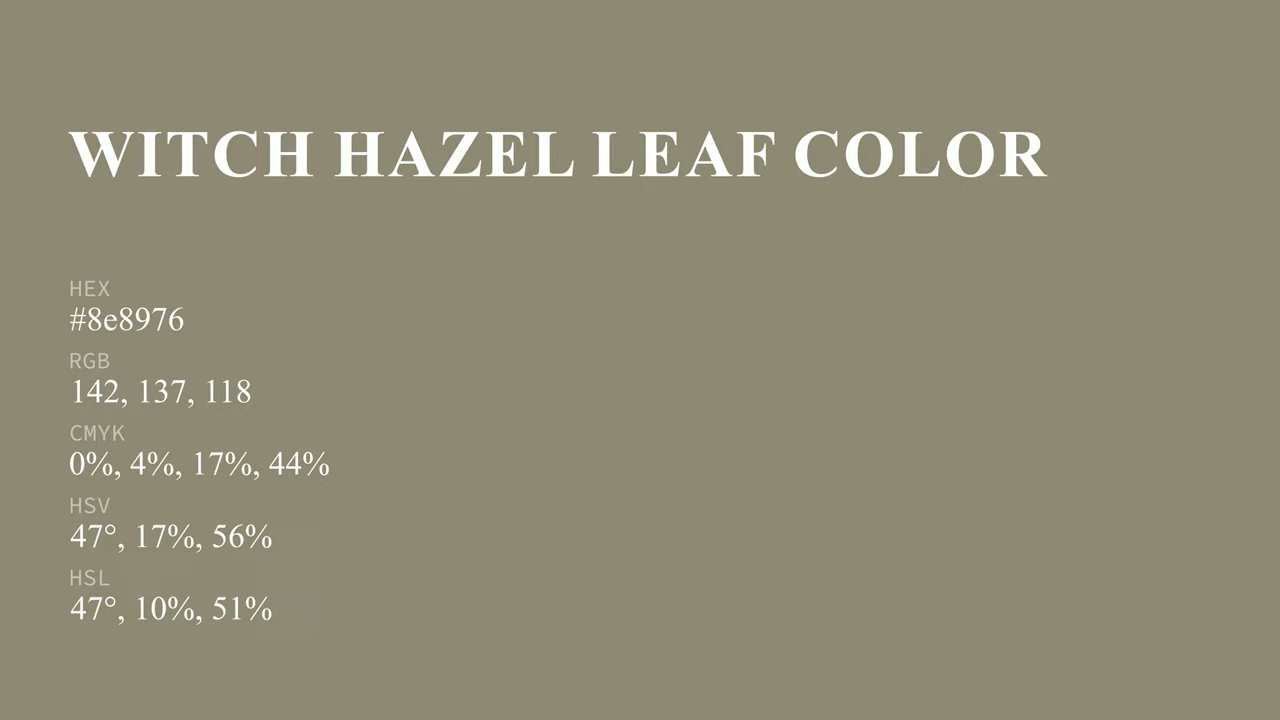 WITCH HAZEL LEAF COLOR
HEX
#8e8976
RGB
142, 137, 118
CMYK
0%, 4%, 17%, 44%
HSV
47°, 17%, 56%
HSL
47°, 10%, 51%